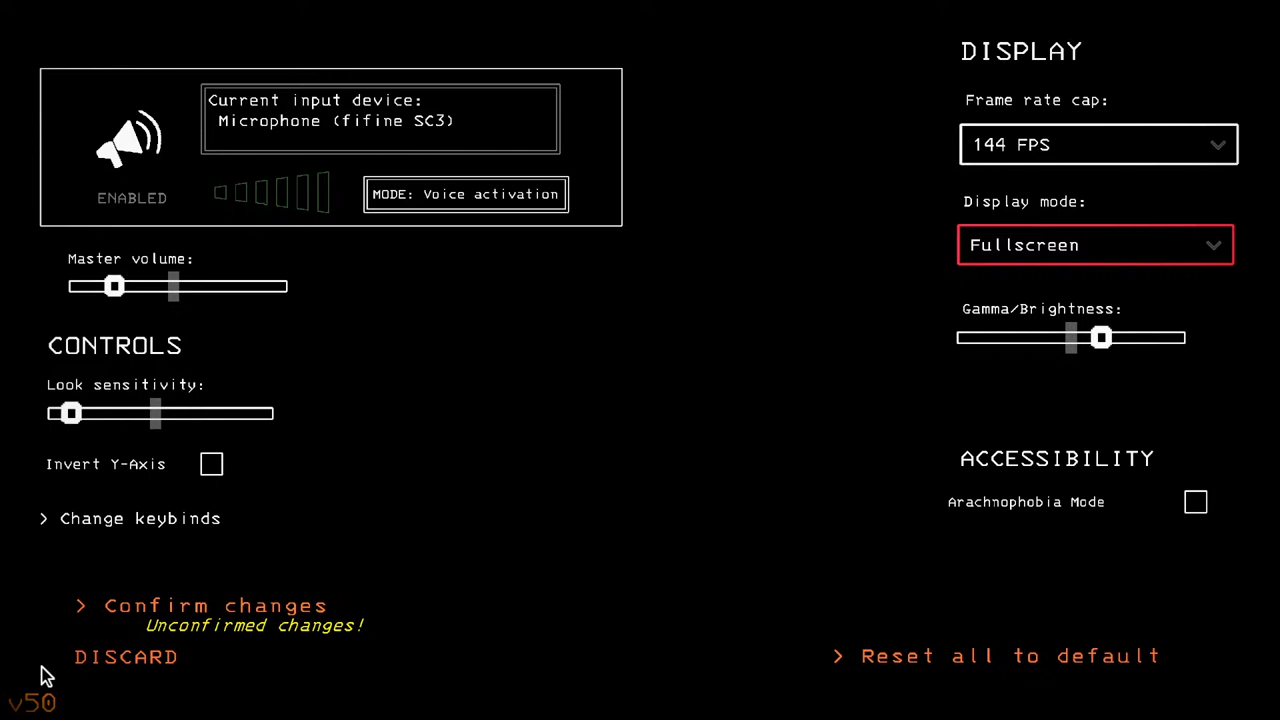 Current input device:
Microphone (fifine SC3)
ENABLED
MODE: Voice activation
Master volume:
CONTROLS
Look sensitivity:
Invert Y-Axis
> Change keybinds
> Confirm changes
Unconfirmed changes!
DISCARD
v50
DISPLAY
Frame rate cap:
144 FPS
Display mode:
Fullscreen
Gamma/Brightness:
ACCESSIBILITY
Arachnophobia Mode
> Reset all to default